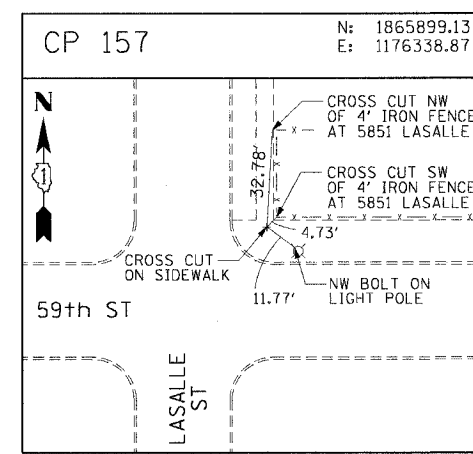 CP 157
N: 1865899.13
E: 1176338.87
N
1
CROSS CUT NW
OF 4' IRON FENCE
AT 5851 LASALLE
32.78'
CROSS CUT SW
OF 4' IRON FENCE
AT 5851 LASALLE
4.73'
CROSS CUT
ON SIDEWALK
11.77'
NW BOLT ON
LIGHT POLE
59th ST
LASALLE
ST